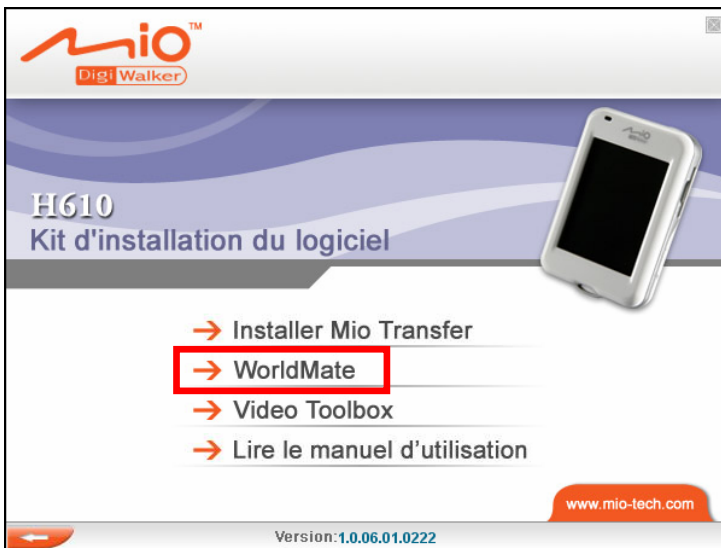 mio™
DigiWalker
H610
Kit d'installation du logiciel
Installer Mio Transfer
WorldMate
Video Toolbox
Lire le manuel d’utilisation
www.mio-tech.com
Version:1.0.06.01.0222